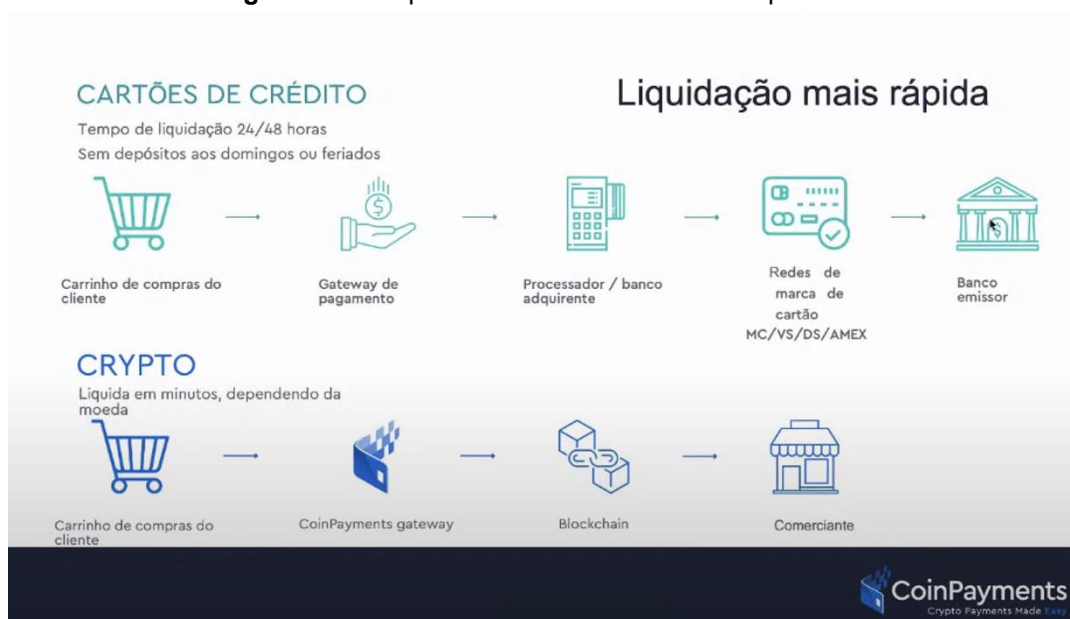 CARTÕES DE CRÉDITO
Liquidação mais rápida
Tempo de liquidação 24/48 horas
Sem depósitos aos domingos ou feriados
Carrinho de compras do
cliente
Gateway de
pagamento
Processador / banco
adquirente
Redes de
marca de
cartão
MC/VS/DS/AMEX
Banco
emissor
CRYPTO
Liquida em minutos, dependendo da
moeda
Carrinho de compras do
cliente
CoinPayments gateway
Blockchain
Comerciante
CoinPayments
Crypto Payments Made Easy